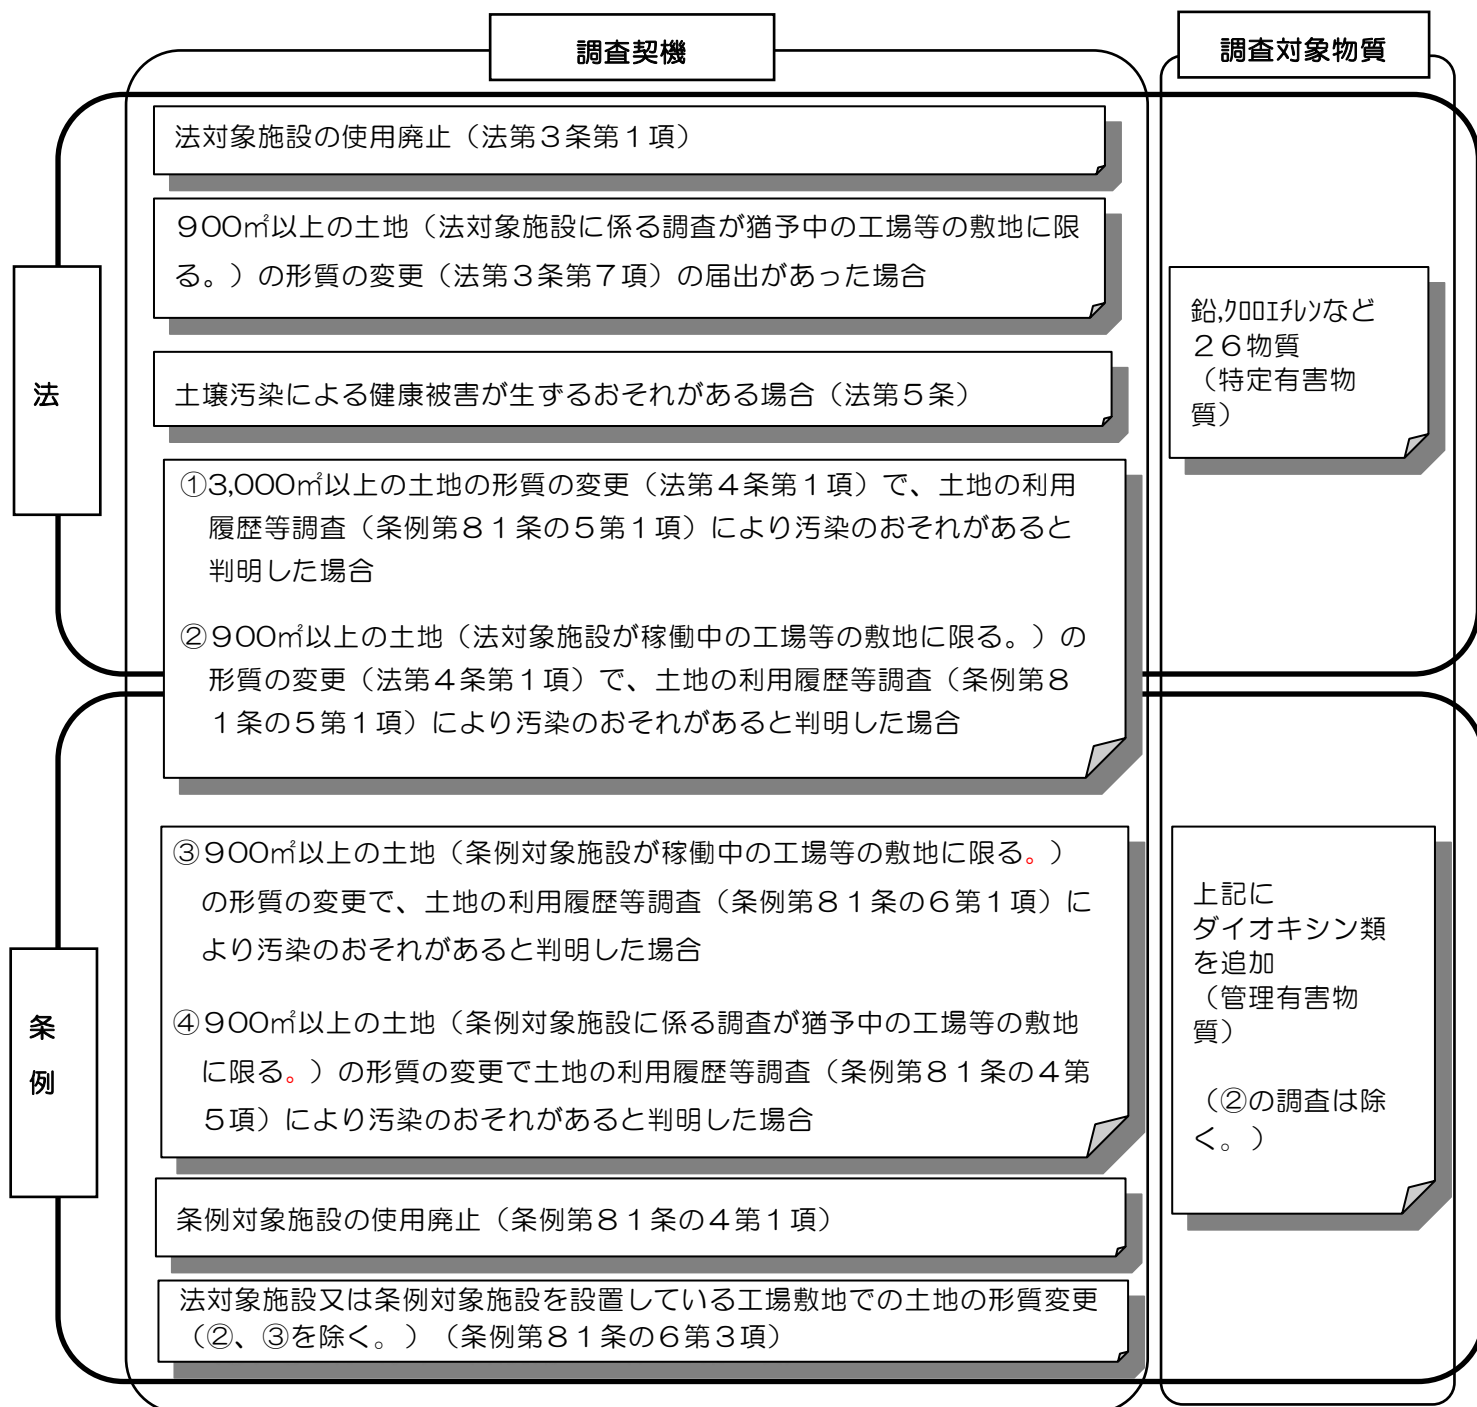 調査契機
調査対象物質
法対象施設の使用廃止（法第３条第１項）
９００㎡以上の土地（法対象施設に係る調査が猶予中の工場等の敷地に限
る。）の形質の変更（法第３条第７項）の届出があった場合
土壌汚染による健康被害が生ずるおそれがある場合（法第５条）
法
鉛,ｸﾛﾛｴﾁﾚﾝなど
２６物質
（特定有害物
質）
①3,000㎡以上の土地の形質の変更（法第４条第１項）で、土地の利用
履歴等調査（条例第８１条の５第１項）により汚染のおそれがあると
判明した場合
②９００㎡以上の土地（法対象施設が稼働中の工場等の敷地に限る。）の
形質の変更（法第４条第１項）で、土地の利用履歴等調査（条例第８
１条の５第１項）により汚染のおそれがあると判明した場合
③９００㎡以上の土地（条例対象施設が稼働中の工場等の敷地に限る。）
の形質の変更で、土地の利用履歴等調査（条例第８１条の６第１項）に
より汚染のおそれがあると判明した場合
④９００㎡以上の土地（条例対象施設に係る調査が猶予中の工場等の敷地
に限る。）の形質の変更で土地の利用履歴等調査（条例第８１条の４第
５項）により汚染のおそれがあると判明した場合
条
例
上記に
ダイオキシン類
を追加
（管理有害物
質）
（②の調査は除
く。）
条例対象施設の使用廃止（条例第８１条の４第１項）
法対象施設又は条例対象施設を設置している工場敷地での土地の形質変更
（②、③を除く。）（条例第８１条の６第３項）